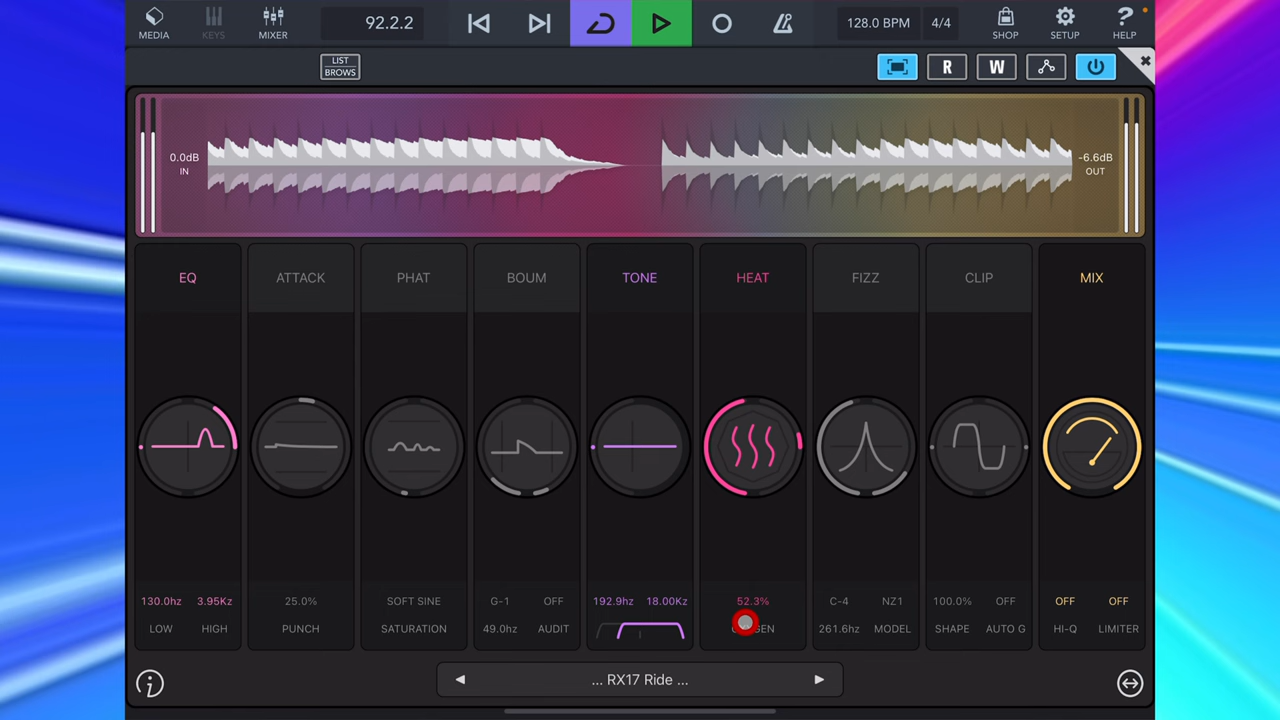 MEDIA
KEYS
MIXER
92.2.2
128.0 BPM
4/4
SHOP
SETUP
? HELP
LIST
BROWS
R
W
0.0dB
IN
-6.6dB
OUT
EQ
ATTACK
PHAT
BOUM
TONE
HEAT
FIZZ
CLIP
MIX
130.0hz 3.95Kz
LOW HIGH
25.0%
PUNCH
SOFT SINE
SATURATION
G-1 OFF
49.0hz AUDIT
192.9hz 18.00Kz
52.3%
C-4 NZ1
261.6hz MODEL
100.0% OFF
SHAPE AUTO G
OFF OFF
HI-Q LIMITER
... RX17 Ride ...